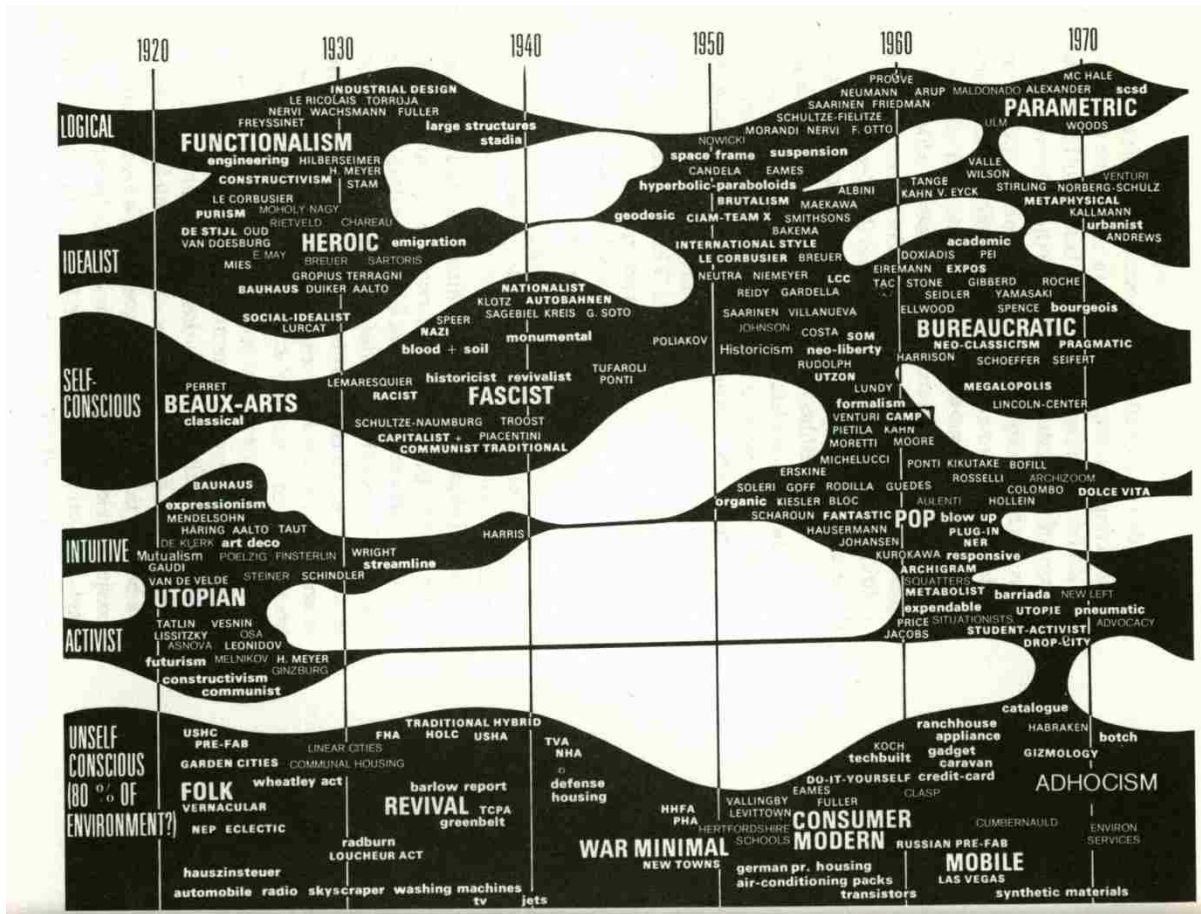 1920 1930 1940 1950 1960 1970
LOGICAL
INDUSTRIAL DESIGN
LE RICOLAIS TORROJA
NERVI WACHSMANN FULLER
FREYSSINET
FUNCTIONALISM
large structures
stadia
engineering HILBERSEIMER
H. MEYER
CONSTRUCTIVISM STAM
PROUVE
NEUMANN ARUP MALDONADO ALEXANDER scsd
MC HALE
SAARINEN FRIEDMAN
SCHULTZE-FIELITZE
MORANDI NERVI F. OTTO
NOWICKI
ULM
PARAMETRIC
WOODS
space frame suspension
CANDELA EAMES
hyperbolic-paraboloids
IDEALIST
LE CORBUSIER
PURISM MOHOLY-NAGY
RIETVELD CHAREAU
DE STIJL OUD
VAN DOESBURG
HEROIC emigration
E. MAY BREUER SARTORIS
MIES
GROPIUS TERRAGNI
BAUHAUS DUIKER AALTO
SOCIAL-IDEALIST
LURCAT
BRUTALISM
geodesic CIAM-TEAM X SMITHSONS
MAEKAWA
BAKEMA
ALBINI
TANGE
KAHN V. EYCK
VALLE
WILSON
STIRLING NORBERG-SCHULZ
VENTURI
METAPHYSICAL
KALLMANN
urbanist
ANDREWS
INTERNATIONAL STYLE
LE CORBUSIER BREUER
NEUTRA NIEMEYER LCC
REIDY GARDELLA
academic
DOXIADIS PEI
EIREMANN EXPOS
TAC STONE GIBBERD ROCHE
SEIDLER YAMASAKI
ELLWOOD SPENCE bourgeois
BUREAUCRATIC
NEO-CLASSICISM PRAGMATIC
HARRISON SCHOEFFER SEIFERT
MEGALOPOLIS
LINCOLN-CENTER
SELF-
CONSCIOUS
PERRET
BEAUX-ARTS
classical
NATIONALIST
KLOTZ AUTOBAHNEN
SAGEBIEL KREIS G. SOTO
SPEER
NAZI monumental
blood + soil
LEMARESQUIER historicist revivalist
RACIST FASCIST
TUFAROLI
PONTI
POLIAKOV
SCHULTZE-NAUMBURG TROOST
CAPITALIST + PIACENTINI
COMMUNIST TRADITIONAL
SAARINEN VILLANUEVA
JOHNSON COSTA SOM
Historicism neo-liberty
RUDOLPH
UTZON
LUNDY
formalism
VENTURI CAMP
PIETILA KAHN
MORETTI MOORE
MICHELUCCI
INTUITIVE
BAUHAUS
expressionism
MENDELSOHN
HARING AALTO TAUT
DE KLERK art deco
Mutualism POELZIG FINSTERLIN
GAUDI
VAN DE VELDE STEINER SCHINDLER
WRIGHT
streamline
HARRIS
ERSKINE
PONTI KIKUTAKE BOFILL
ROSSELLI ARCHIZOOM
SOLERI GOFF RODILLA GUEDES
COLOMBO DOLCE VITA
organic KIESLER BLOC
AULENTI HOLLEIN
SCHAROUN FANTASTIC POP blow up
HAUSERMANN
JOHANSEN
PLUG-IN
NER
KUROKAWA responsive
ARCHIGRAM
SQUATTERS
ACTIVIST
UTOPIAN
TATLIN VESNIN
LISSITZKY OSA
ASNOVA LEONIDOV
futurism MELNIKOV H. MEYER
GINZBURG
constructivism
communist
METABOLIST barriada NEW LEFT
expendable UTOPIE pneumatic
PRICE SITUATIONISTS ADVOCACY
JACOBS STUDENT-ACTIVIST
DROP-CITY
UNSELF
CONSCIOUS
(80 % OF
ENVIRONMENT?)
USHC
PRE-FAB
LINEAR CITIES
GARDEN CITIES COMMUNAL HOUSING
FOLK wheatley act
VERNACULAR
NEP ECLECTIC
radburn
LOUCHEUR ACT
hauszinsteuer
automobile radio skyscraper washing machines
tv jets
TRADITIONAL HYBRID
FHA HOLC USHA
TVA
NHA
defense
housing
barlow report
REVIVAL TCPA
greenbelt
HHFA
PHA
WAR MINIMAL
NEW TOWNS
VALLINGBY
LEVITTOWN
HERTFORDSHIRE
SCHOOLS
DO-IT-YOURSELF credit-card
EAMES
FULLER
CLASP
CONSUMER
MODERN
KOCH
techbuilt
catalogue
ranchhouse
appliance
gadget
caravan
HABRAKEN
botch
GIZMOLOGY
ADHOCISM
CUMBERNAULD
ENVIRON
SERVICES
RUSSIAN PRE-FAB
MOBILE
LAS VEGAS
german pr. housing
air-conditioning packs
transistors
synthetic materials